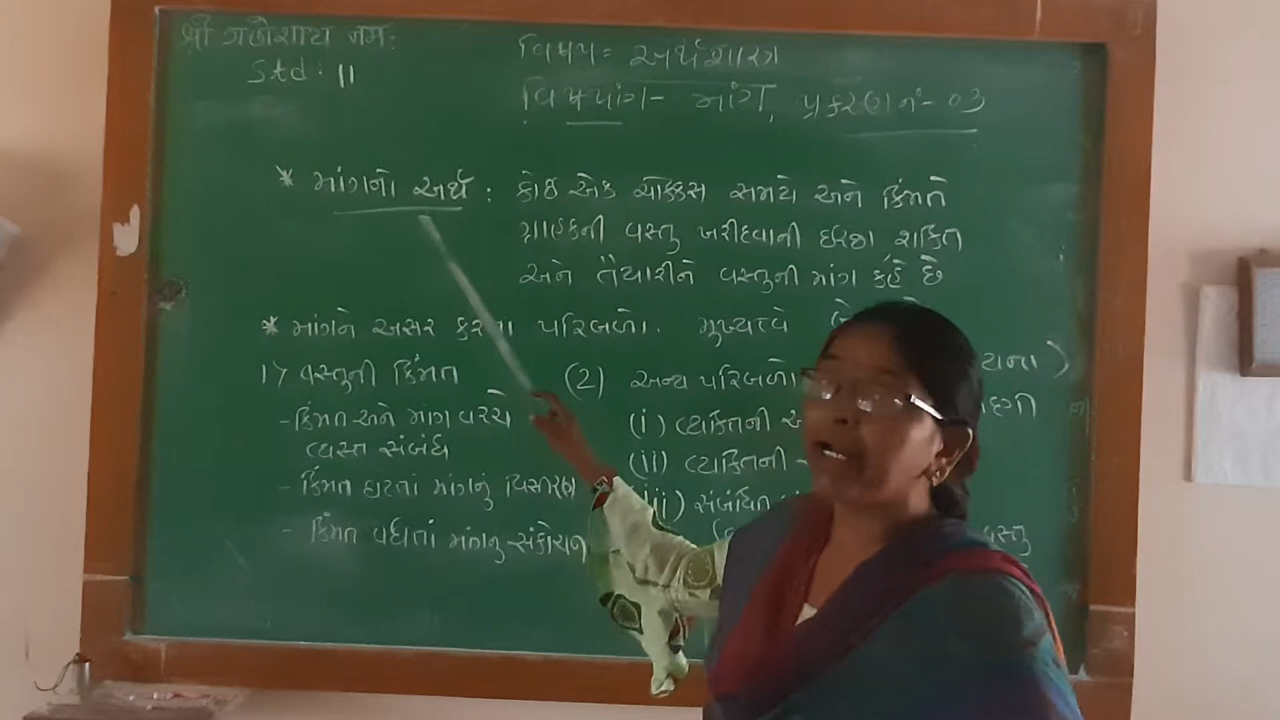 શ્રી ગણેશાય નમઃ
Std: 11
વિષય = અર્થશાસ્ત્ર
વિષયાંગ- માંગ, પ્રકરણ નં- 03
* માંગનો અર્થ : કોઈ એક ચોક્કસ સમયે અને કિંમતે
ગ્રાહકની વસ્તુ ખરીદવાની ઈચ્છા શક્તિ
અને તૈયારીને વસ્તુની માંગ કહે છે
* માંગને અસર કરતા પરિબળો. મુખ્યત્વે
1> વસ્તુની કિંમત
- કિંમત અને માંગ વચ્ચે
વ્યસ્ત સંબંધ
- કિંમત ઘટતાં માંગનું વિસ્તરણ
- કિંમત વધતાં માંગનું સંકોચન
(2) અન્ય પરિબળો
(i) વ્યક્તિની
(ii) વ્યક્તિની -
(iii) સંબંધિત
વસ્તુ